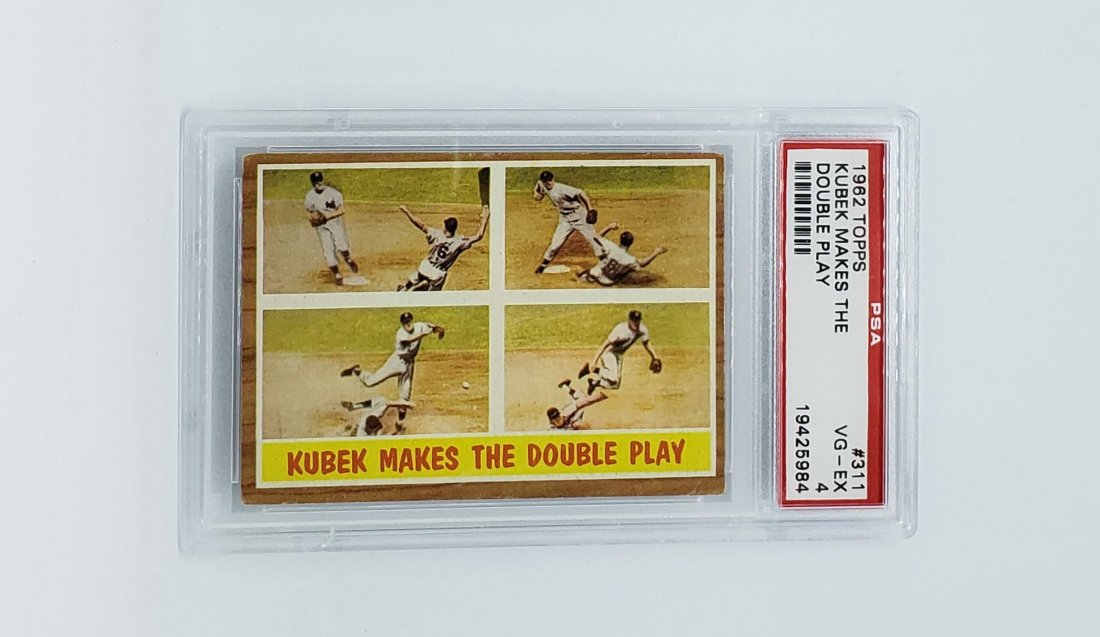 KUBEK MAKES THE DOUBLE PLAY
1962 TOPPS
KUBEK MAKES THE
DOUBLE PLAY
#311
VG-EX
4
19425984
PSA